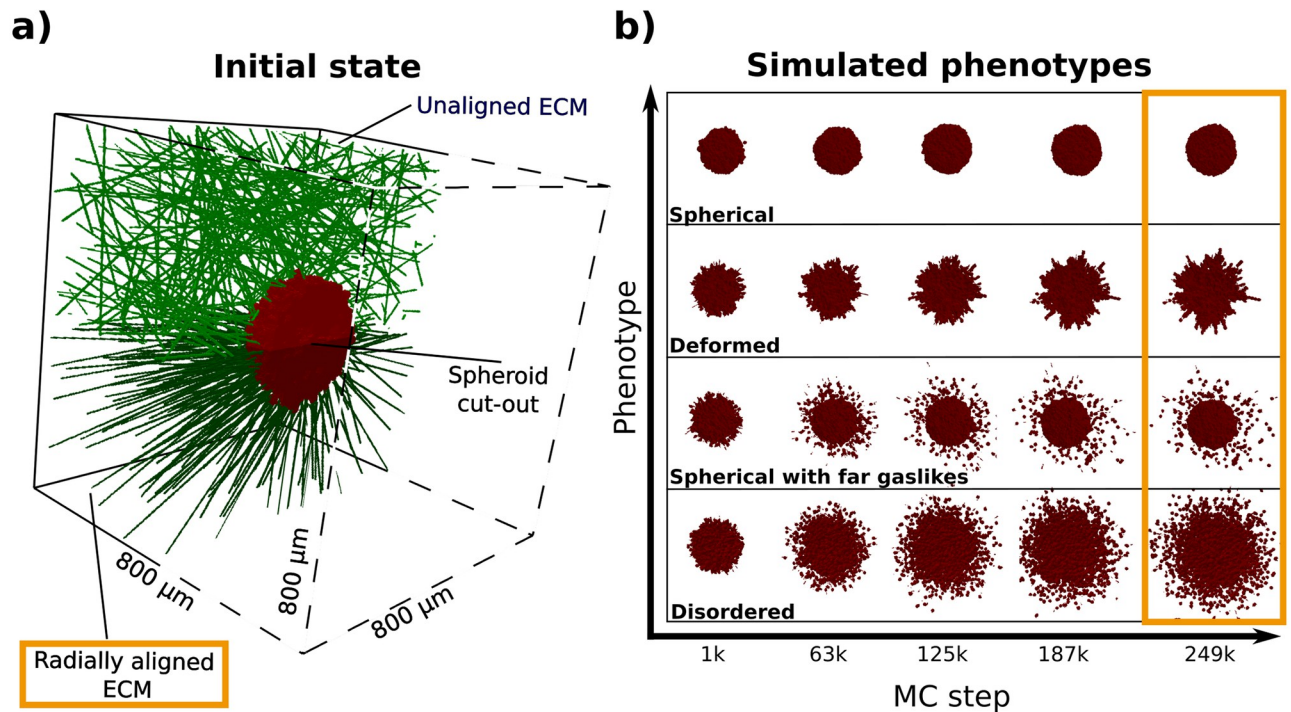 a)
Initial state
Unaligned ECM
Spheroid
cut-out
800 µm
800 µm
800 µm
Radially aligned
ECM
b)
Simulated phenotypes
Phenotype
Spherical
Deformed
Spherical with far gaslikes
Disordered
1k
63k
125k
187k
249k
MC step